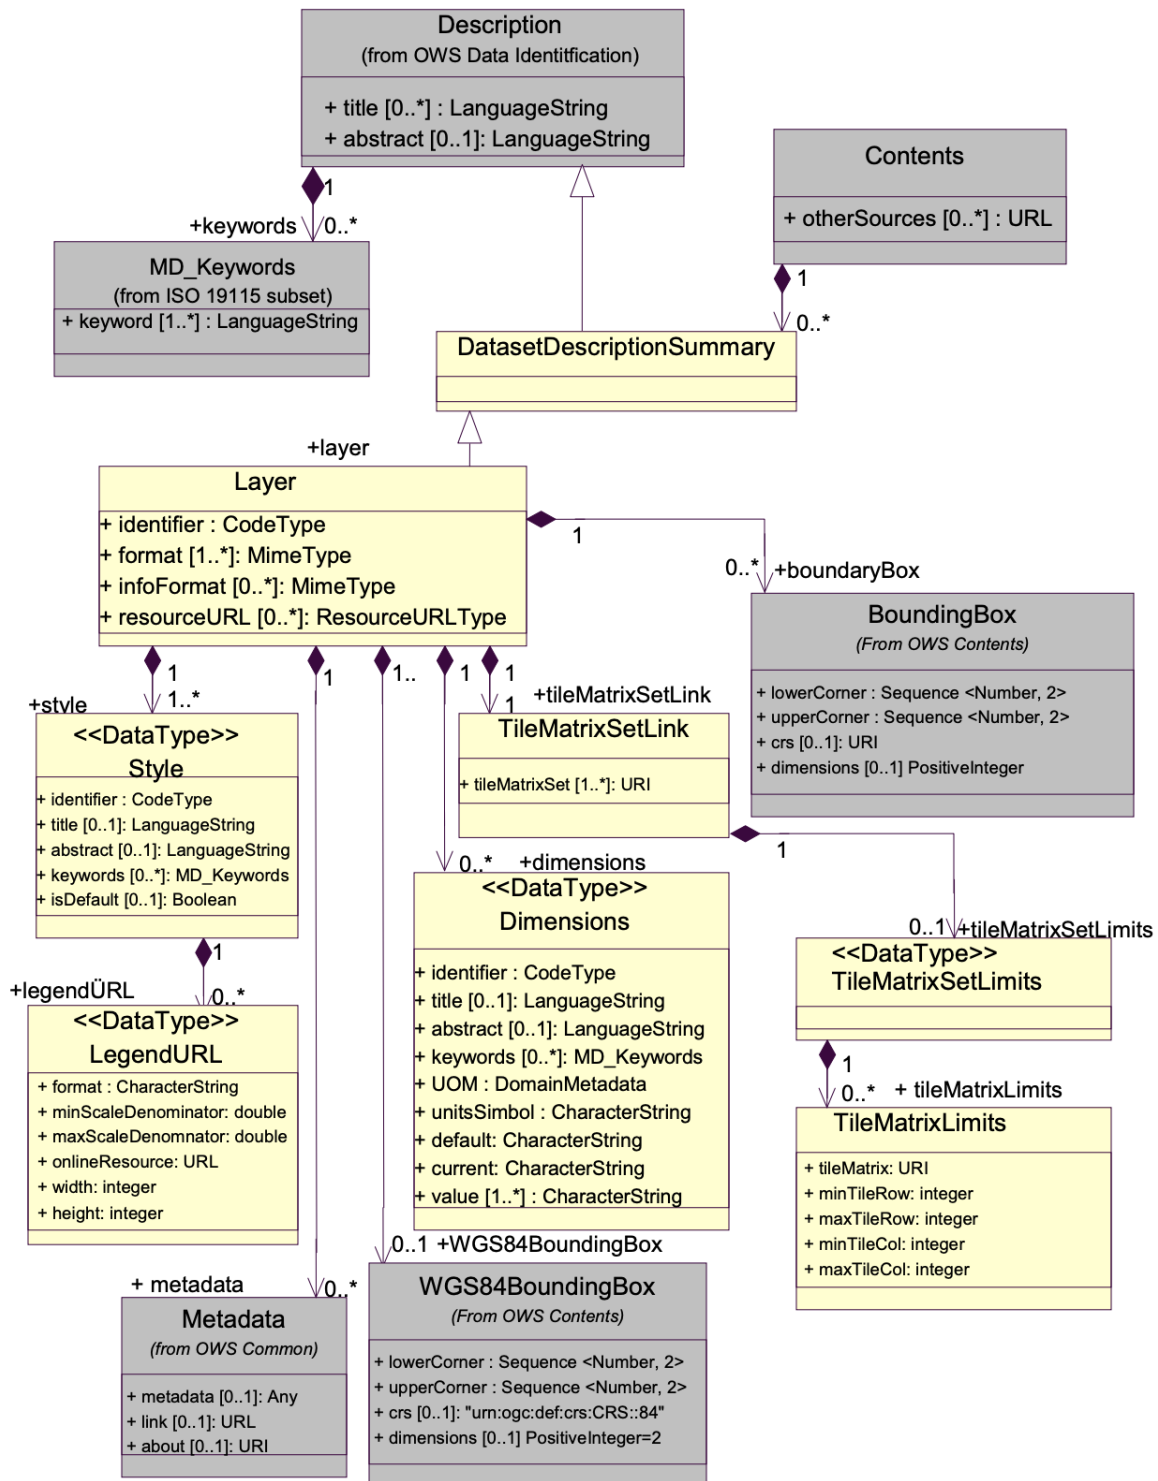 Description
(from OWS Data Identitfication)
+ title [0..*] : LanguageString
+ abstract [0..1]: LanguageString
1
+keywords
0..*
MD_Keywords
(from ISO 19115 subset)
+ keyword [1..*] : LanguageString
Contents
+ otherSources [0..*] : URL
1
0..*
DatasetDescriptionSummary
+layer
Layer
+ identifier : CodeType
+ format [1..*]: MimeType
+ infoFormat [0..*]: MimeType
+ resourceURL [0..*]: ResourceURLType
1
0..*
+boundaryBox
BoundingBox
(From OWS Contents)
+ lowerCorner : Sequence <Number, 2>
+ upperCorner : Sequence <Number, 2>
+ crs [0..1]: URI
+ dimensions [0..1] PositiveInteger
1
1..*
+style
<<DataType>>
Style
+ identifier : CodeType
+ title [0..1]: LanguageString
+ abstract [0..1]: LanguageString
+ keywords [0..*]: MD_Keywords
+ isDefault [0..1]: Boolean
1
0..*
+legendÜRL
<<DataType>>
LegendURL
+ format : CharacterString
+ minScaleDenominator: double
+ maxScaleDenomnator: double
+ onlineResource: URL
+ width: integer
+ height: integer
1
1..
1
1
1
+tileMatrixSetLink
TileMatrixSetLink
+ tileMatrixSet [1..*]: URI
1
0..1
+tileMatrixSetLimits
<<DataType>>
TileMatrixSetLimits
1
0..*
+ tileMatrixLimits
TileMatrixLimits
+ tileMatrix: URI
+ minTileRow: integer
+ maxTileRow: integer
+ minTileCol: integer
+ maxTileCol: integer
0..*
+dimensions
<<DataType>>
Dimensions
+ identifier : CodeType
+ title [0..1]: LanguageString
+ abstract [0..1]: LanguageString
+ keywords [0..*]: MD_Keywords
+ UOM : DomainMetadata
+ unitsSimbol : CharacterString
+ default: CharacterString
+ current: CharacterString
+ value [1..*] : CharacterString
0..1
+WGS84BoundingBox
WGS84BoundingBox
(From OWS Contents)
+ lowerCorner : Sequence <Number, 2>
+ upperCorner : Sequence <Number, 2>
+ crs [0..1]: "urn:ogc:def:crs:CRS::84"
+ dimensions [0..1] PositiveInteger=2
+ metadata
0..*
Metadata
(from OWS Common)
+ metadata [0..1]: Any
+ link [0..1]: URL
+ about [0..1]: URI